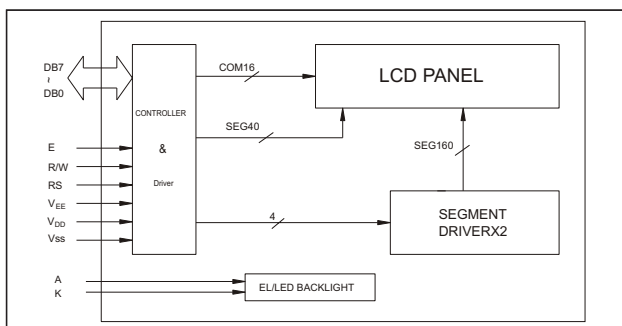 DB7
~
DB0
E
R/W
RS
VEE
VDD
Vss
A
K
CONTROLLER
&
Driver
COM16
SEG40
4
LCD PANEL
SEG160
SEGMENT
DRIVERX2
EL/LED BACKLIGHT